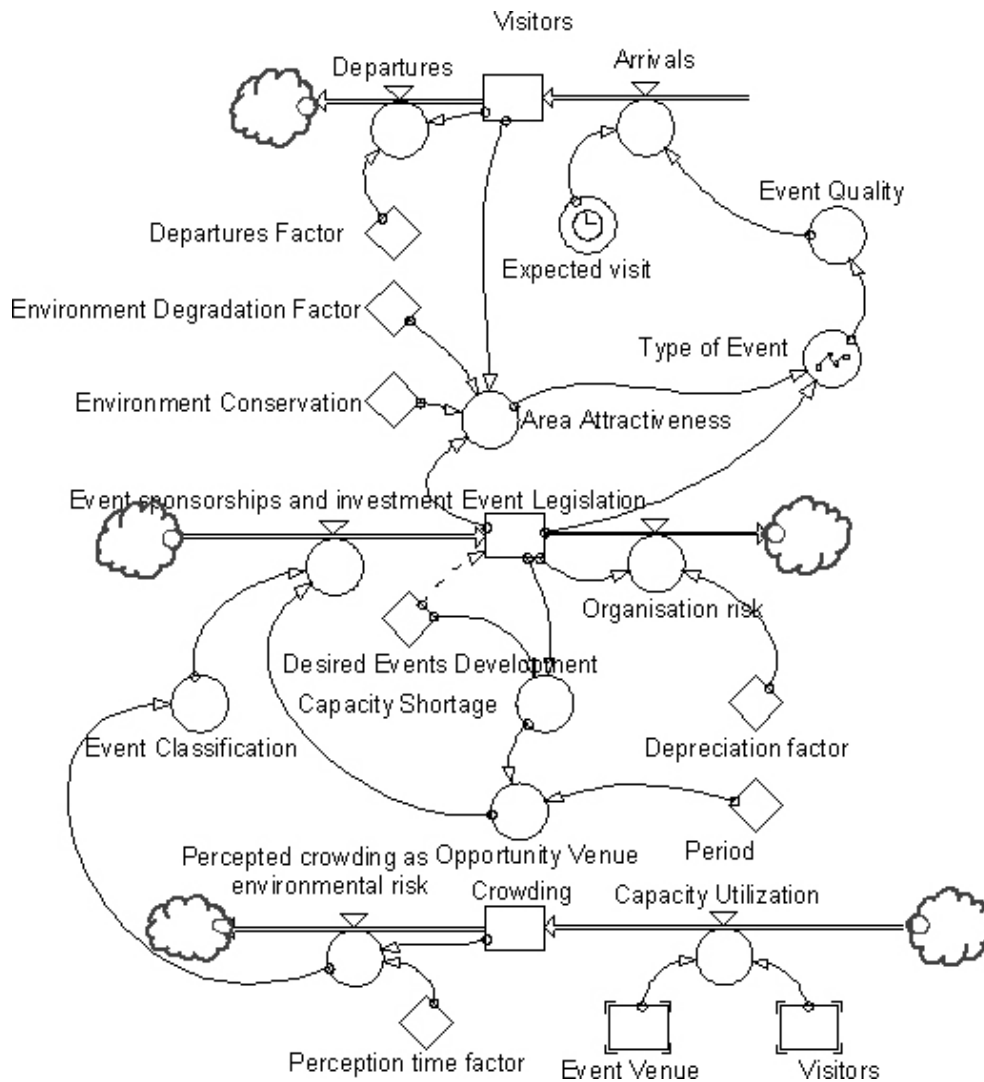 Visitors
Departures
Arrivals
Event Quality
Departures Factor
Expected visit
Environment Degradation Factor
Type of Event
Environment Conservation
Area Attractiveness
Event sponsorships and investment Event Legislation
Organisation risk
Desired Events Development
Capacity Shortage
Event Classification
Depreciation factor
Percepted crowding as
environmental risk
Opportunity Venue
Period
Crowding
Capacity Utilization
Perception time factor
Event Venue
Visitors